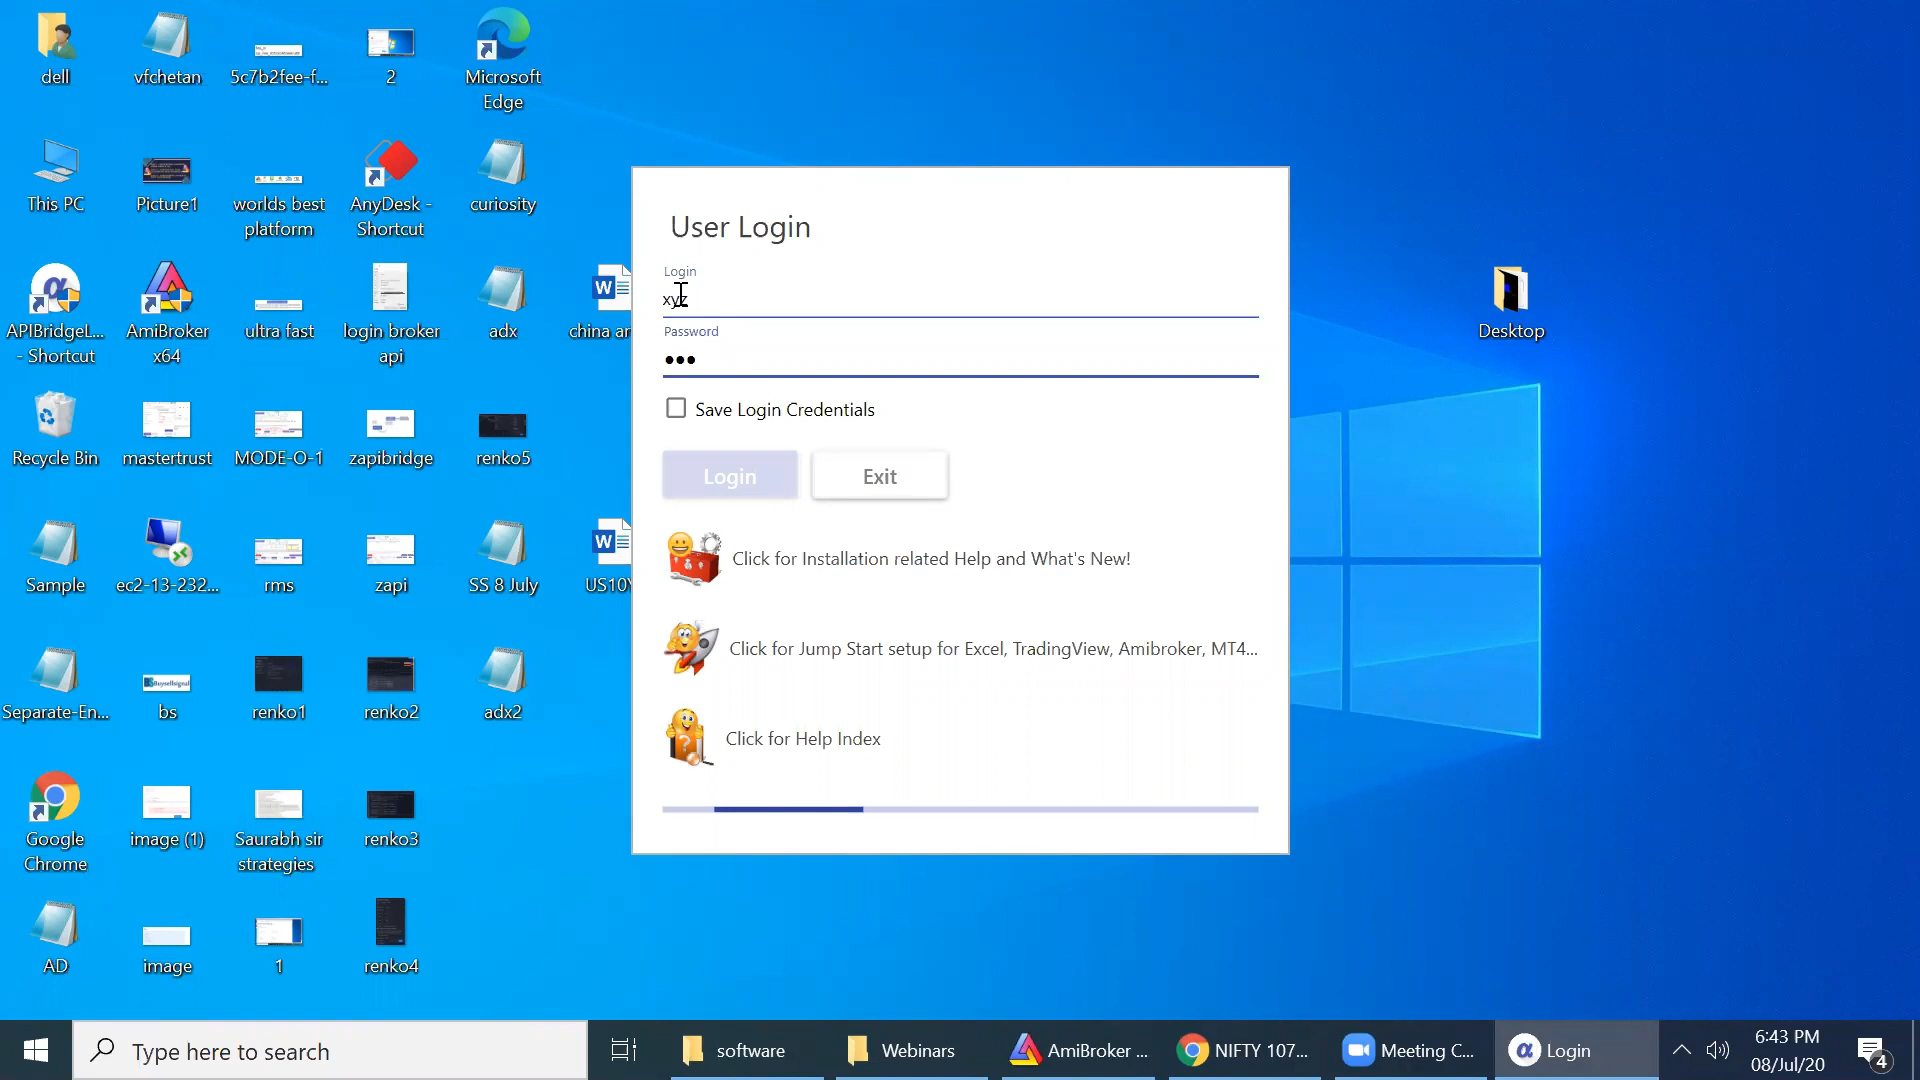 dell
vfchetan
5c7b2fee-f...
2
Microsoft
Edge
This PC
Picture1
worlds best
platform
AnyDesk -
Shortcut
curiosity
APIBridgeL...
- Shortcut
AmiBroker
x64
ultra fast
login broker
api
adx
china ar
Recycle Bin
mastertrust
MODE-O-1
zapibridge
renko5
Sample
ec2-13-232...
rms
zapi
SS 8 July
US10Y
Separate-En...
bs
renko1
renko2
adx2
Google
Chrome
image (1)
Saurabh sir
strategies
renko3
AD
image
1
renko4
Desktop
User Login
Login
xyz
Password
Save Login Credentials
Login
Exit
Click for Installation related Help and What's New!
Click for Jump Start setup for Excel, TradingView, Amibroker, MT4...
Click for Help Index
Type here to search
software
Webinars
AmiBroker ...
NIFTY 107...
Meeting C...
Login
6:43 PM
08/Jul/20
4